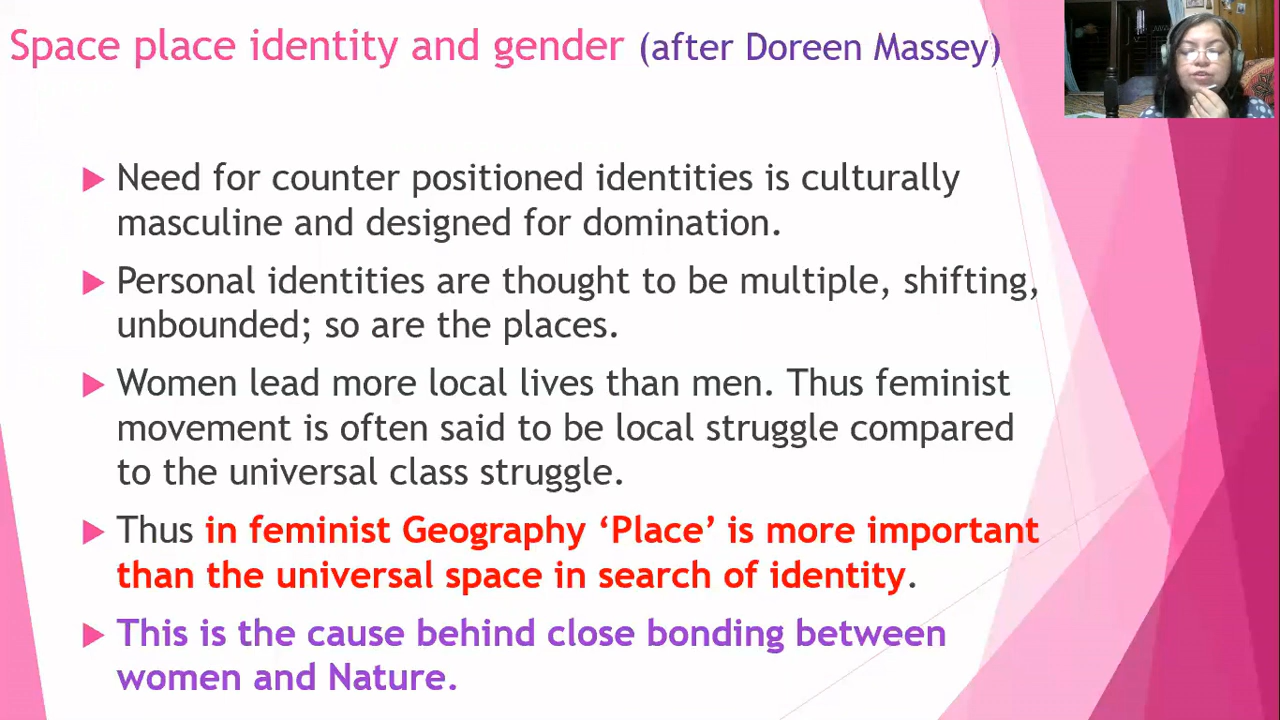 Space place identity and gender (after Doreen Massey)
Need for counter positioned identities is culturally
masculine and designed for domination.
Personal identities are thought to be multiple, shifting,
unbounded; so are the places.
Women lead more local lives than men. Thus feminist
movement is often said to be local struggle compared
to the universal class struggle.
Thus in feminist Geography ‘Place’ is more important
than the universal space in search of identity.
This is the cause behind close bonding between
women and Nature.